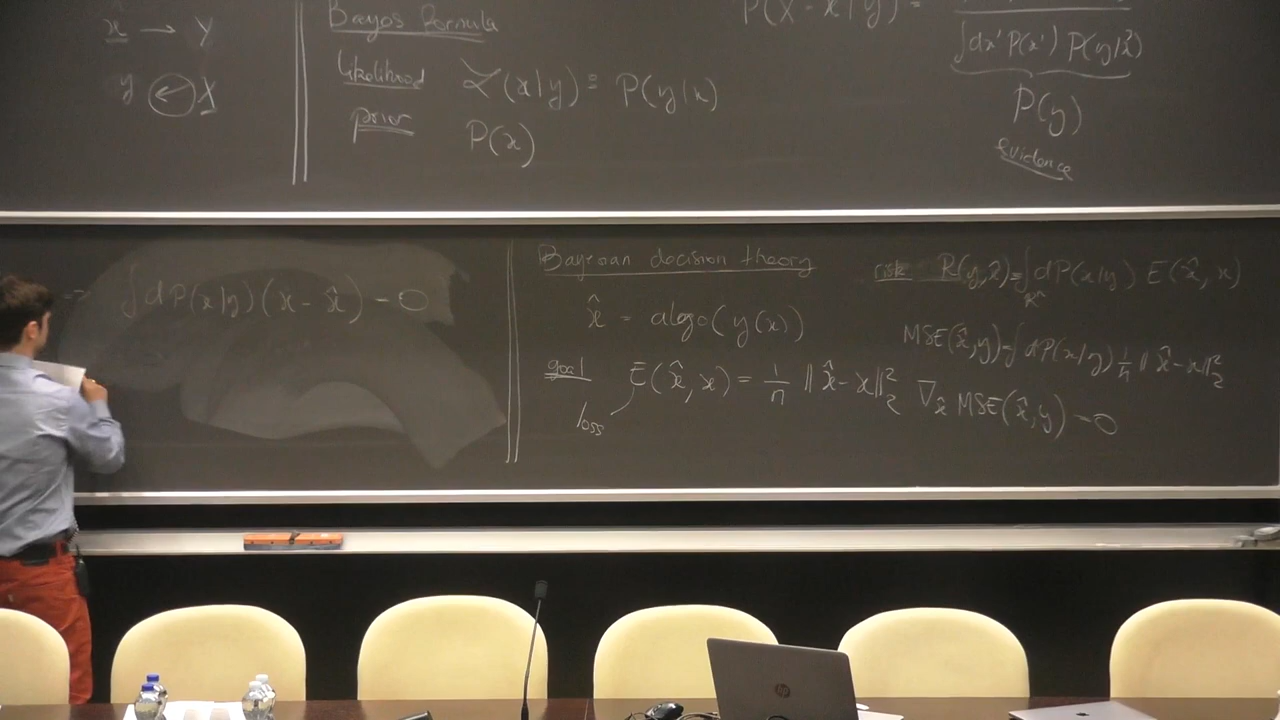 x → Y
y ← X
Bayes formula
likelihood ℒ(x|y) ≡ P(y|x)
prior P(x)
P(X=x|y) =
∫dx' P(x') P(y|x')
P(y)
Evidence
=> ∫dP(x|y)(x - x̂) = 0
Bayesian decision theory
x̂ = algo(y(x))
goal E(x̂,x) = 1/n ||x̂-x||₂²
loss
risk R(y,x̂)=∫dP(x|y) E(x̂,x)
MSE(x̂,y)=∫dP(x|y) 1/n ||x̂-x||₂²
∇x̂ MSE(x̂,y) = 0
hp